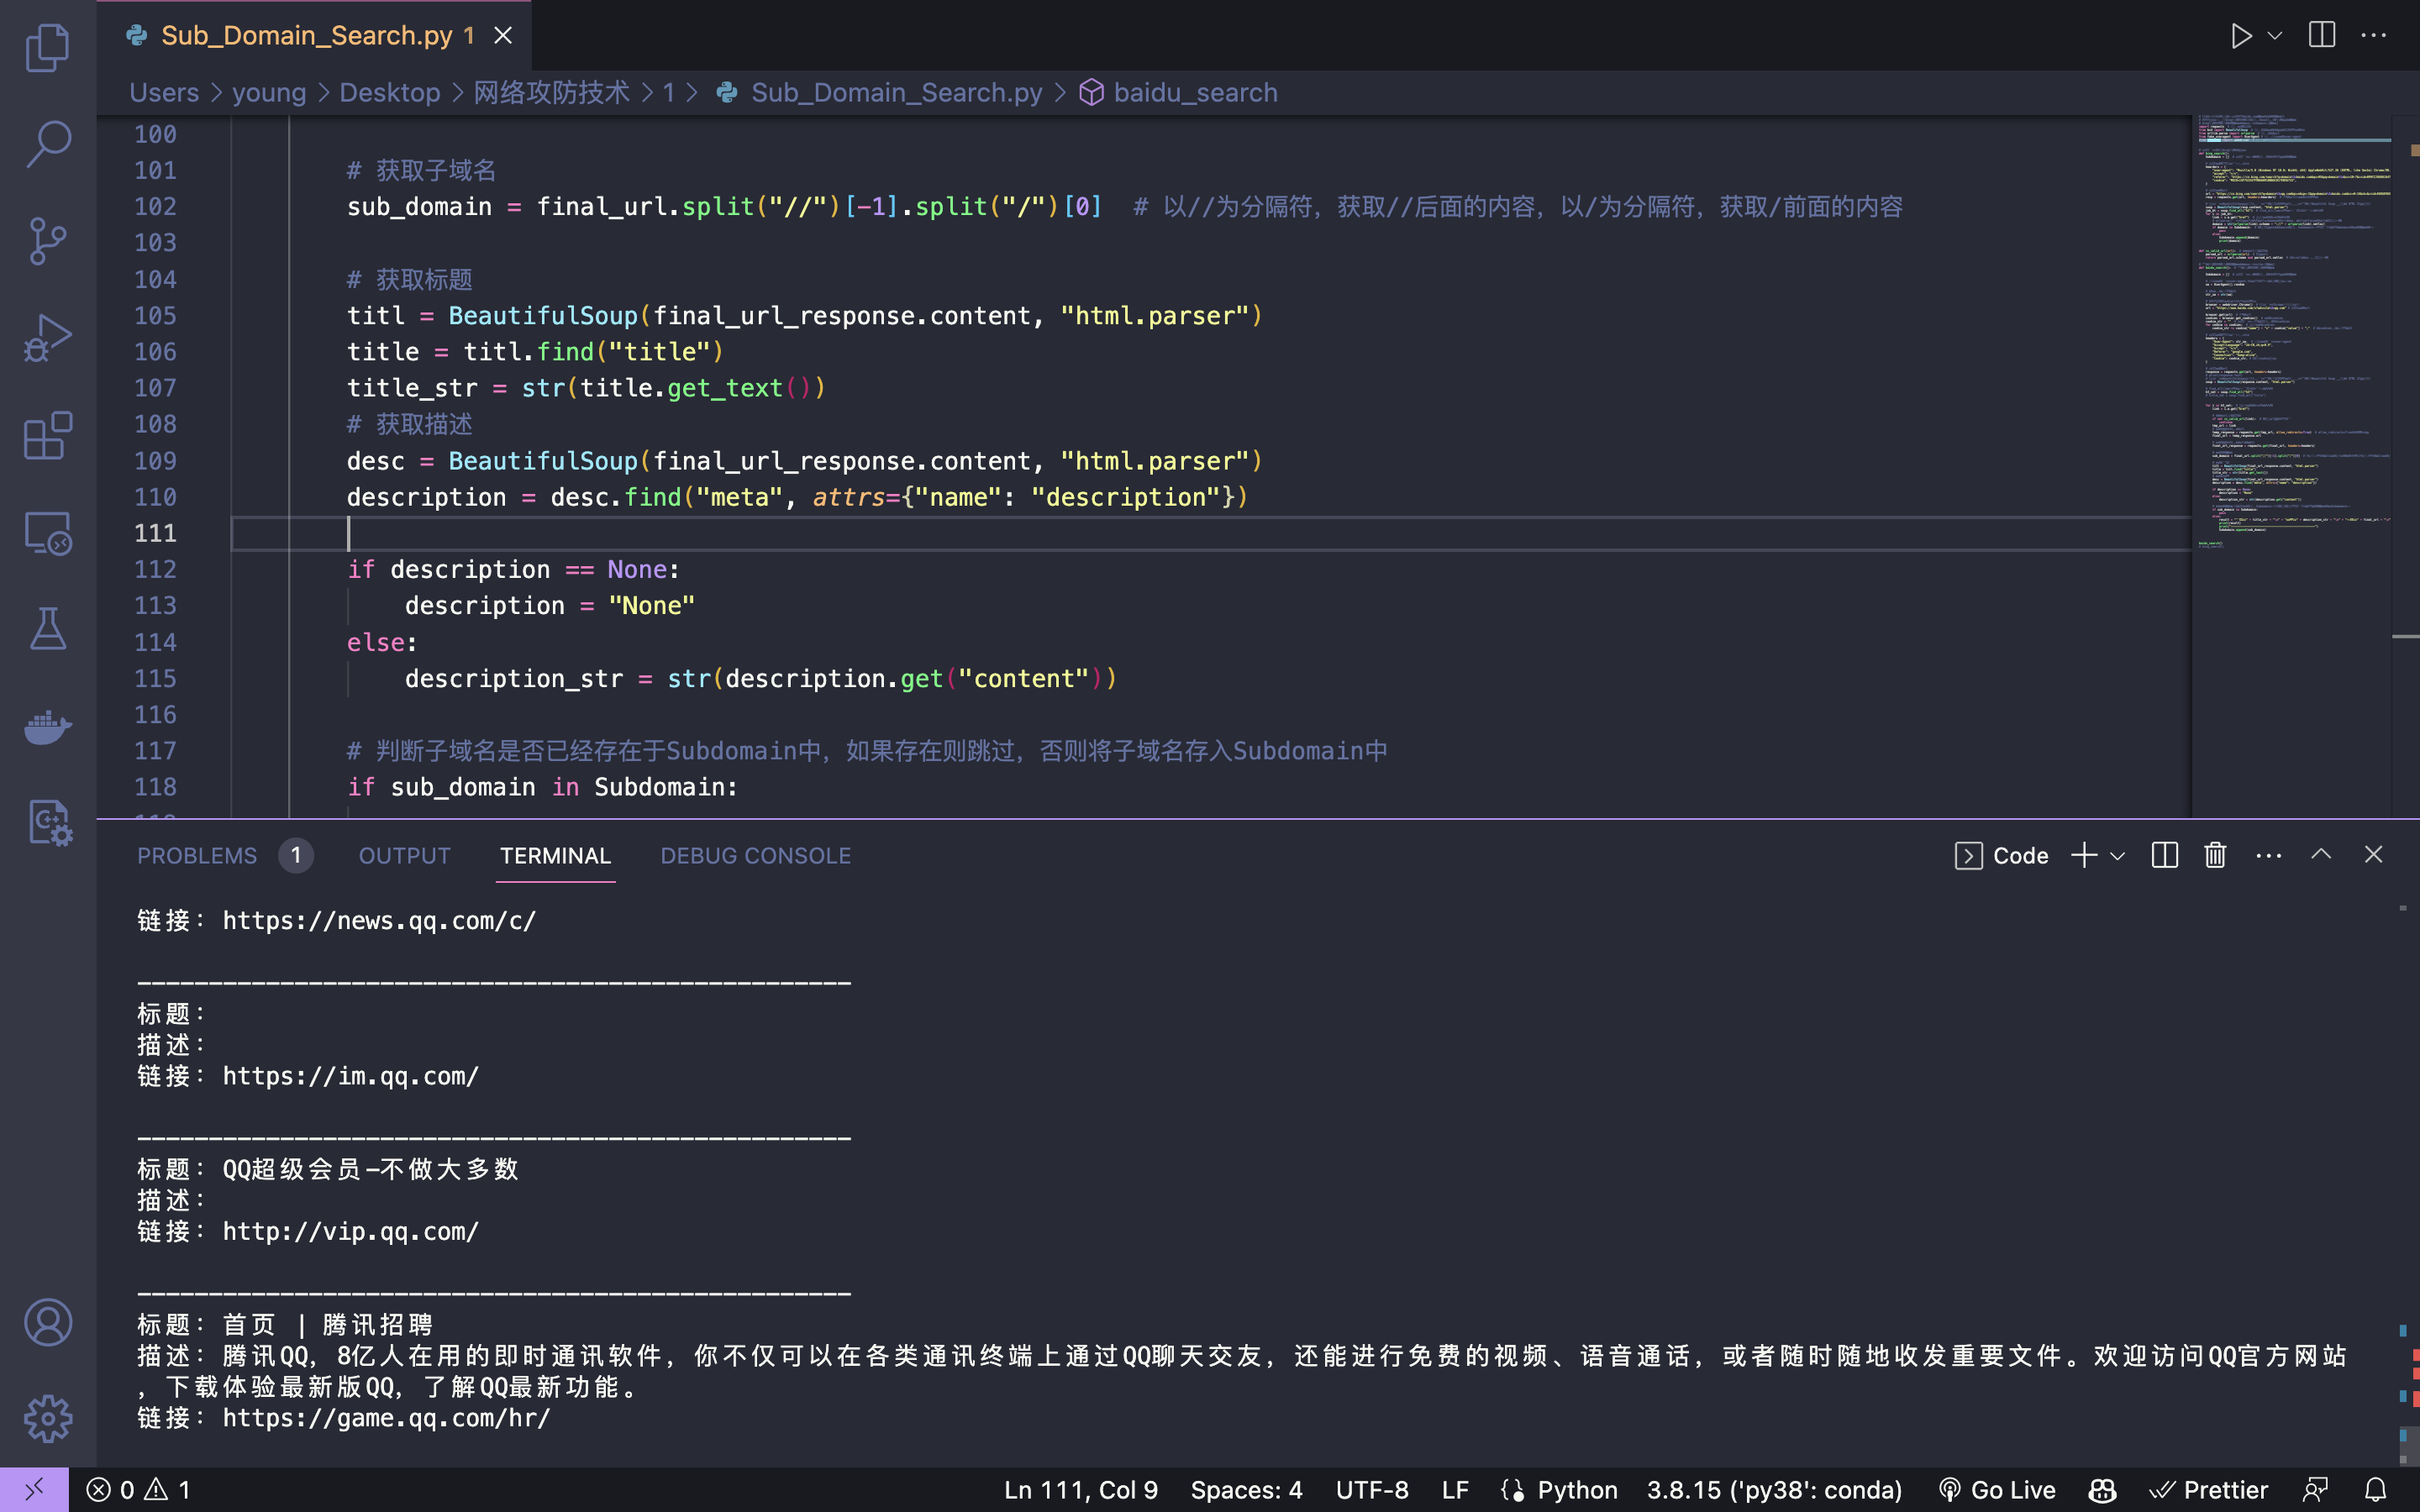 Sub_Domain_Search.py 1
Users > young > Desktop > 网络攻防技术 > 1 > Sub_Domain_Search.py > baidu_search
100
101 # 获取子域名
102 sub_domain = final_url.split("//")[-1].split("/")[0]  # 以//为分隔符，获取//后面的内容，以/为分隔符，获取/前面的内容
103
104 # 获取标题
105 titl = BeautifulSoup(final_url_response.content, "html.parser")
106 title = titl.find("title")
107 title_str = str(title.get_text())
108 # 获取描述
109 desc = BeautifulSoup(final_url_response.content, "html.parser")
110 description = desc.find("meta", attrs={"name": "description"})
111
112 if description == None:
113     description = "None"
114 else:
115     description_str = str(description.get("content"))
116
117 # 判断子域名是否已经存在于Subdomain中，如果存在则跳过，否则将子域名存入Subdomain中
118 if sub_domain in Subdomain:
PROBLEMS 1 OUTPUT TERMINAL DEBUG CONSOLE Code
链接：https://news.qq.com/c/
__________________________________________________
标题：
描述：
链接：https://im.qq.com/
__________________________________________________
标题：QQ超级会员-不做大多数
描述：
链接：http://vip.qq.com/
__________________________________________________
标题：首页 | 腾讯招聘
描述：腾讯QQ，8亿人在用的即时通讯软件，你不仅可以在各类通讯终端上通过QQ聊天交友，还能进行免费的视频、语音通话，或者随时随地收发重要文件。欢迎访问QQ官方网站
，下载体验最新版QQ，了解QQ最新功能。
链接：https://game.qq.com/hr/
0 1 Ln 111, Col 9 Spaces: 4 UTF-8 LF Python 3.8.15 ('py38': conda) Go Live Prettier